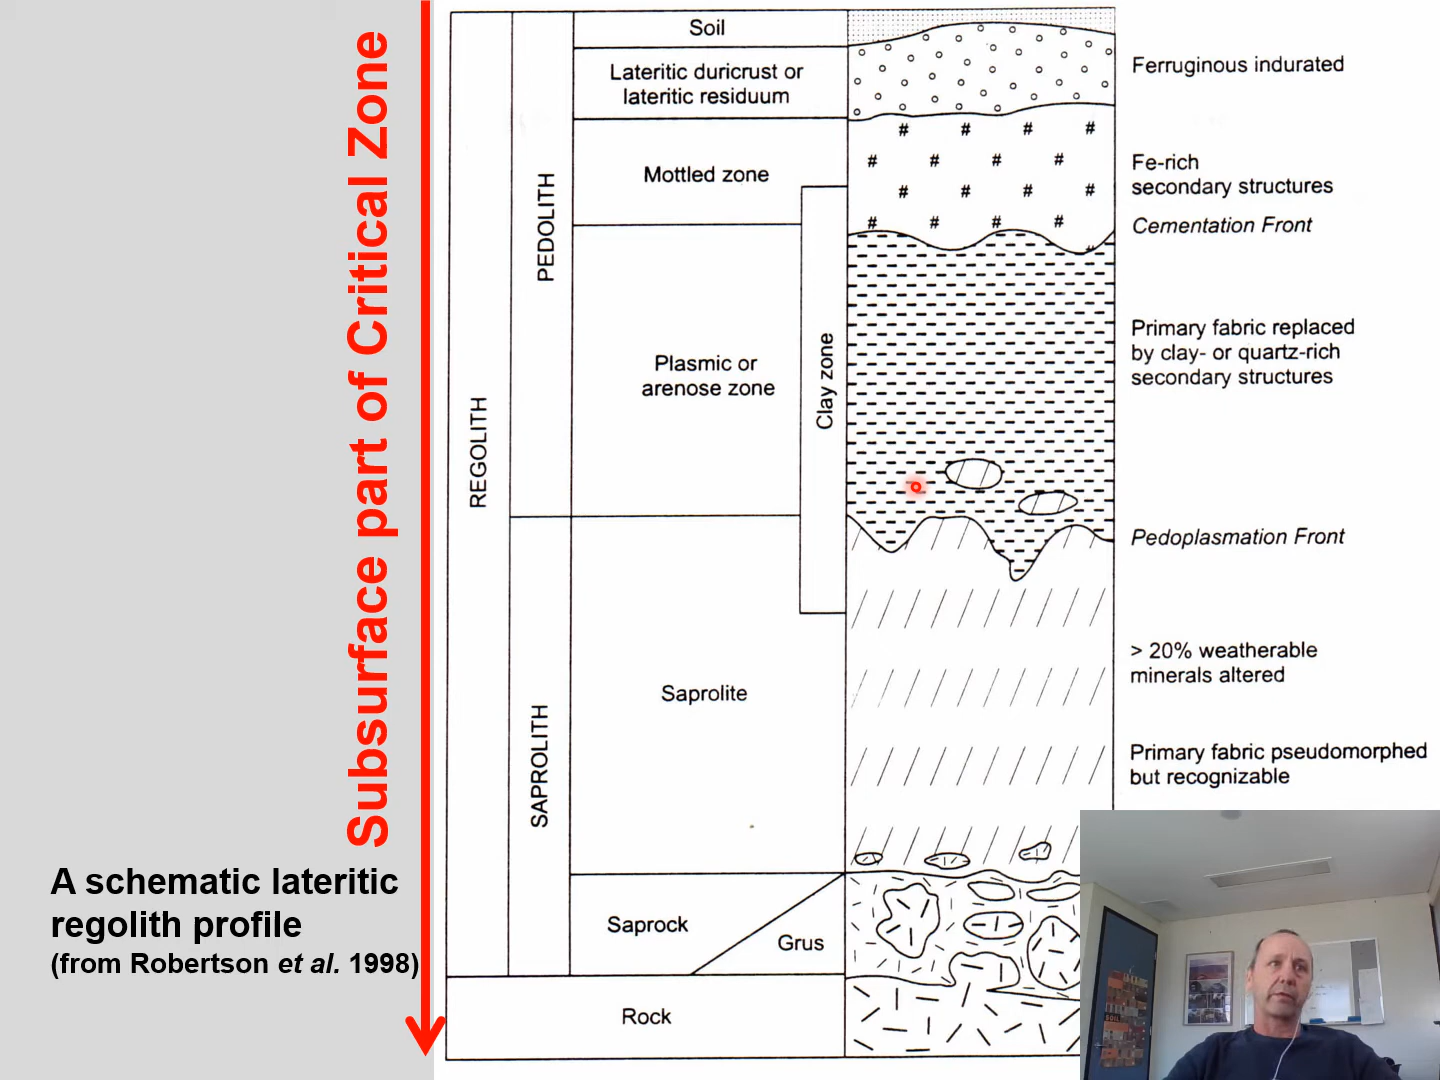 Subsurface part of Critical Zone
A schematic lateritic
regolith profile
(from Robertson et al. 1998)
REGOLITH
PEDOLITH
SAPROLITH
Soil
Lateritic duricrust or
lateritic residuum
Mottled zone
Plasmic or
arenose zone
Clay zone
Saprolite
Saprock
Grus
Rock
Ferruginous indurated
Fe-rich
secondary structures
Cementation Front
Primary fabric replaced
by clay- or quartz-rich
secondary structures
Pedoplasmation Front
> 20% weatherable
minerals altered
Primary fabric pseudomorphed
but recognizable
SOIL